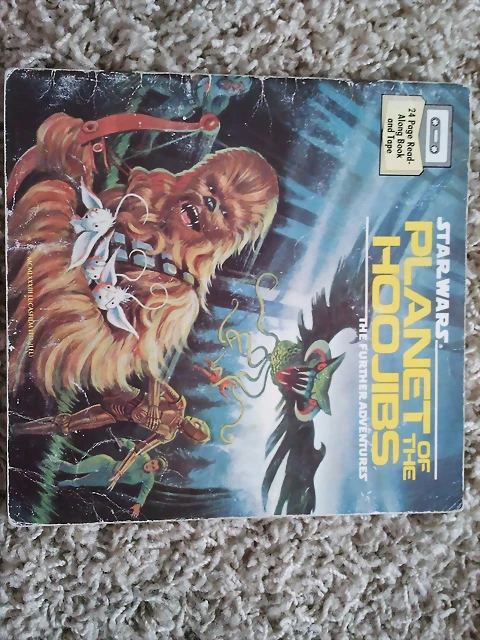 24 Page Read-
Along Book
and Tape
STAR WARS
PLANET OF THE
HOOJIBS
THE FURTHER ADVENTURES